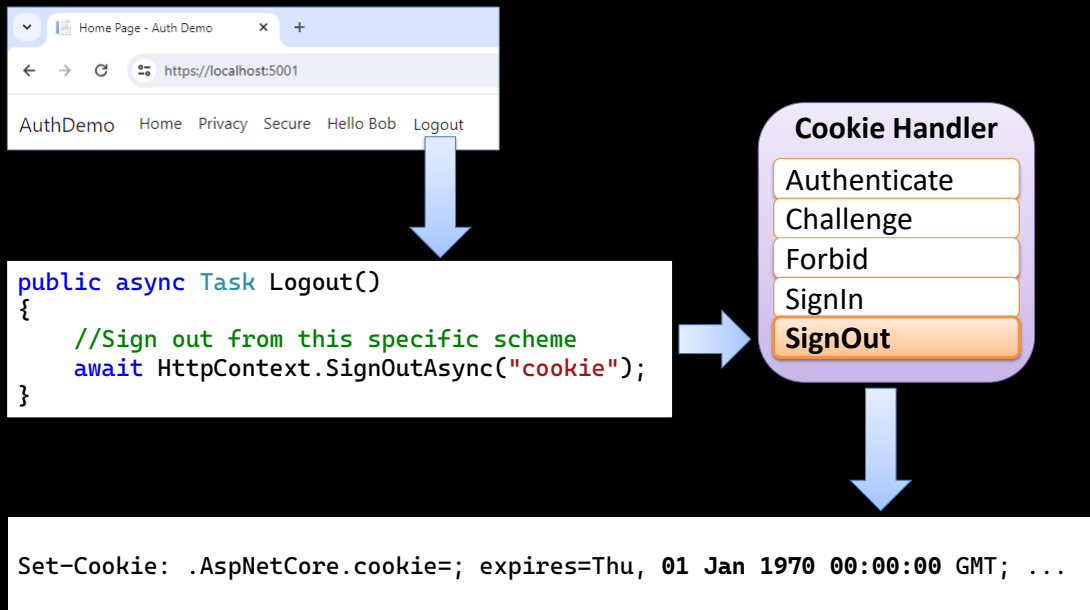 Home Page - Auth Demo
https://localhost:5001
AuthDemo Home Privacy Secure Hello Bob Logout
Cookie Handler
Authenticate
Challenge
Forbid
SignIn
SignOut
public async Task Logout()
{
    //Sign out from this specific scheme
    await HttpContext.SignOutAsync("cookie");
}
Set-Cookie: .AspNetCore.cookie=; expires=Thu, 01 Jan 1970 00:00:00 GMT; ...